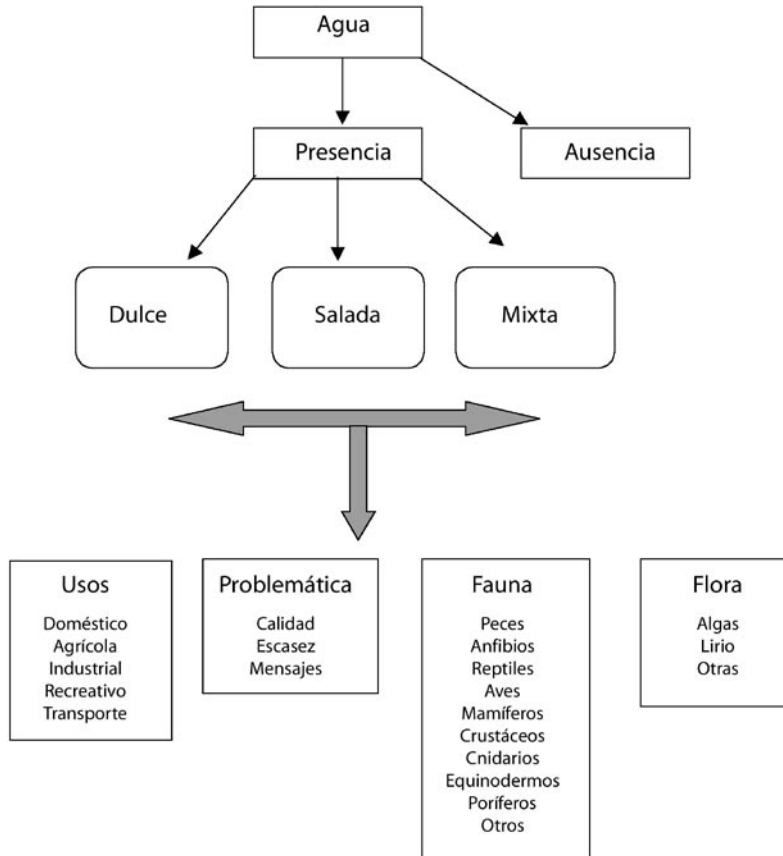 Agua
Presencia
Ausencia
Dulce
Salada
Mixta
Usos
Doméstico
Agrícola
Industrial
Recreativo
Transporte
Problemática
Calidad
Escasez
Mensajes
Fauna
Peces
Anfibios
Reptiles
Aves
Mamíferos
Crustáceos
Cnidarios
Equinodermos
Poríferos
Otros
Flora
Algas
Lirio
Otras